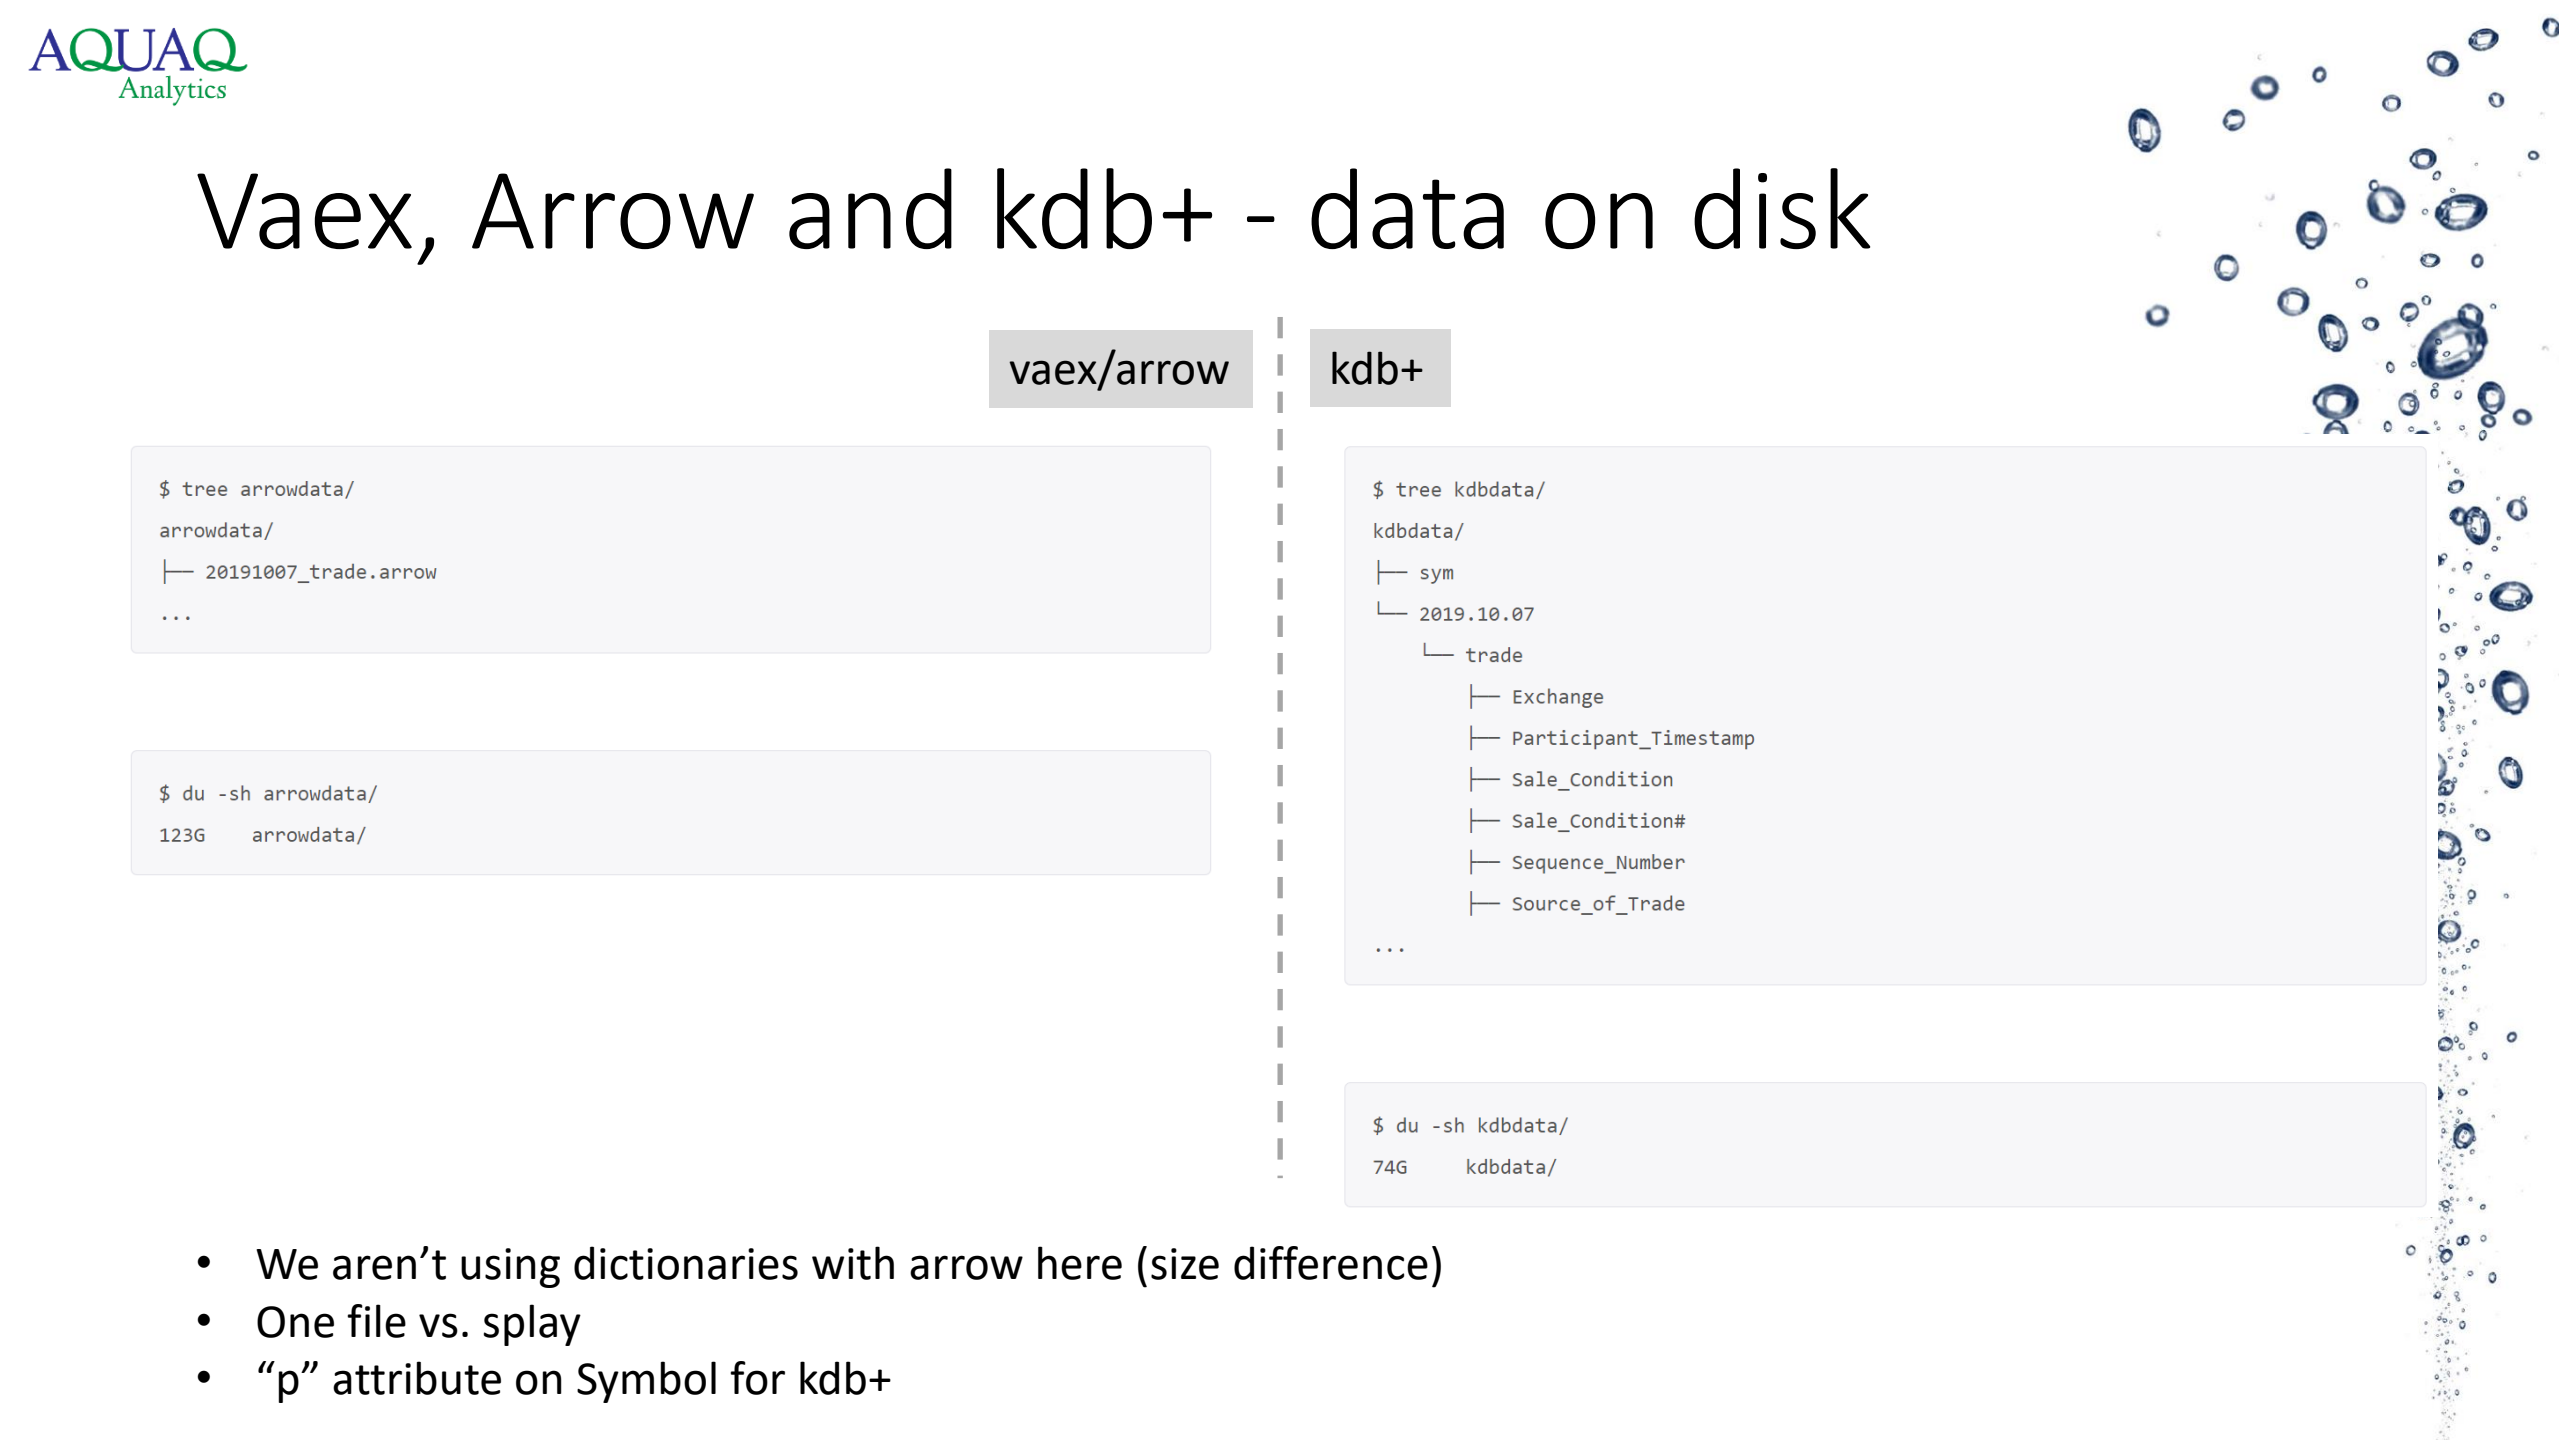 AQUAQ
Analytics
Vaex, Arrow and kdb+ - data on disk
vaex/arrow
kdb+
$ tree arrowdata/
arrowdata/
├── 20191007_trade.arrow
...
$ du -sh arrowdata/
123G    arrowdata/
$ tree kdbdata/
kdbdata/
├── sym
└── 2019.10.07
    └── trade
        ├── Exchange
        ├── Participant_Timestamp
        ├── Sale_Condition
        ├── Sale_Condition#
        ├── Sequence_Number
        ├── Source_of_Trade
...
$ du -sh kdbdata/
74G     kdbdata/
• We aren’t using dictionaries with arrow here (size difference)
• One file vs. splay
• “p” attribute on Symbol for kdb+